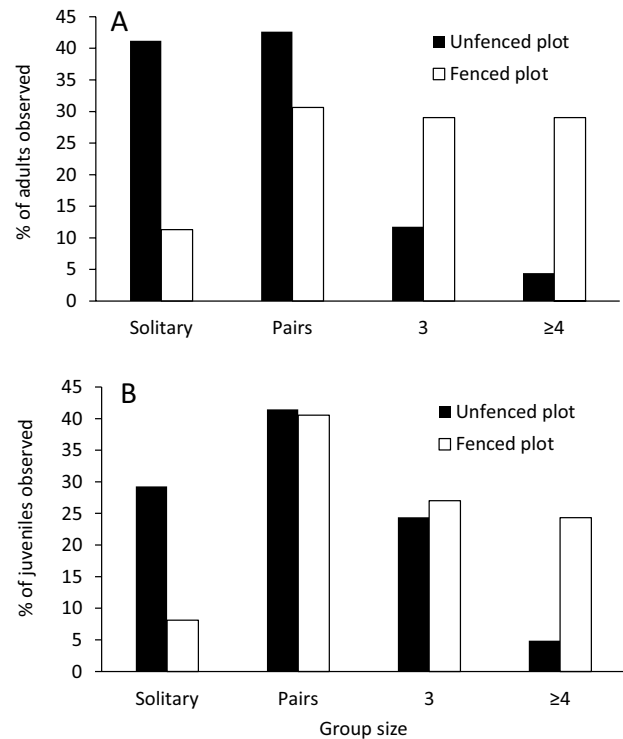 A
Unfenced plot
Fenced plot
% of adults observed
45
40
35
30
25
20
15
10
5
0
Solitary Pairs 3 ≥4
B
Unfenced plot
Fenced plot
% of juveniles observed
45
40
35
30
25
20
15
10
5
0
Solitary Pairs 3 ≥4
Group size